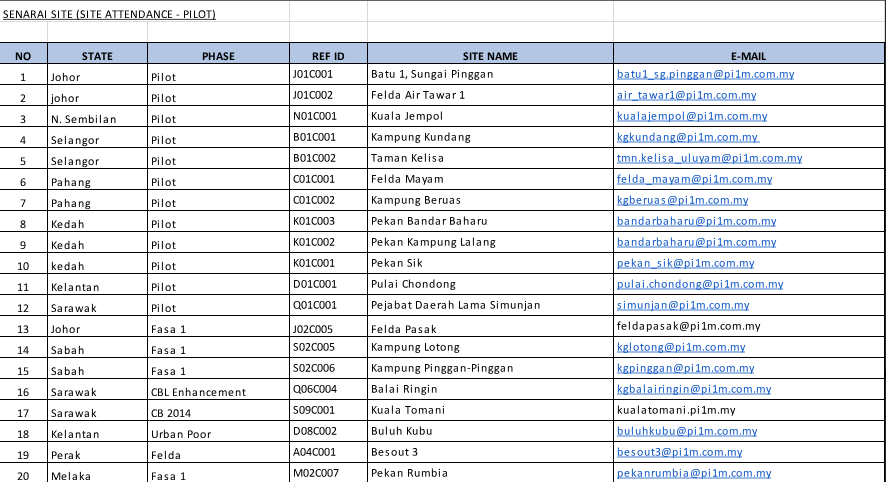 SENARAI SITE (SITE ATTENDANCE - PILOT)
NO STATE PHASE REF ID SITE NAME E-MAIL
1 Johor Pilot J01C001 Batu 1, Sungai Pinggan batu1_sg.pinggan@pi1m.com.my
2 johor Pilot J01C002 Felda Air Tawar 1 air_tawar1@pi1m.com.my
3 N. Sembilan Pilot N01C001 Kuala Jempol kualajempol@pi1m.com.my
4 Selangor Pilot B01C001 Kampung Kundang kgkundang@pi1m.com.my
5 Selangor Pilot B01C002 Taman Kelisa tmn.kelisa_uluyam@pi1m.com.my
6 Pahang Pilot C01C001 Felda Mayam felda_mayam@pi1m.com.my
7 Pahang Pilot C01C002 Kampung Beruas kgberuas@pi1m.com.my
8 Kedah Pilot K01C003 Pekan Bandar Baharu bandarbaharu@pi1m.com.my
9 Kedah Pilot K01C002 Pekan Kampung Lalang bandarbaharu@pi1m.com.my
10 kedah Pilot K01C001 Pekan Sik pekan_sik@pi1m.com.my
11 Kelantan Pilot D01C001 Pulai Chondong pulai.chondong@pi1m.com.my
12 Sarawak Pilot Q01C001 Pejabat Daerah Lama Simunjan simunjan@pi1m.com.my
13 Johor Fasa 1 J02C005 Felda Pasak feldapasak@pi1m.com.my
14 Sabah Fasa 1 S02C005 Kampung Lotong kglotong@pi1m.com.my
15 Sabah Fasa 1 S02C006 Kampung Pinggan-Pinggan kgpinggan@pi1m.com.my
16 Sarawak CBL Enhancement Q06C004 Balai Ringin kgbalairingin@pi1m.com.my
17 Sarawak CB 2014 S09C001 Kuala Tomani kualatomani.pi1m.my
18 Kelantan Urban Poor D08C002 Buluh Kubu buluhkubu@pi1m.com.my
19 Perak Felda A04C001 Besout 3 besout3@pi1m.com.my
20 Melaka Fasa 1 M02C007 Pekan Rumbia pekanrumbia@pi1m.com.my